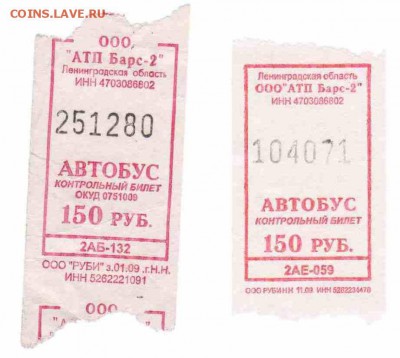 COINS.LAVE.RU
ООО,
"АТП Барс-2"
Ленинградская область
ИНН 4703086802
251280
АВТОБУС
КОНТРОЛЬНЫЙ БИЛЕТ
ОКУД 0751009
150 РУБ.
2АБ-132
ООО "РУБИ" з.01.09 .г.Н.Н.
ИНН 5262221091
ООО,
"АТП
Ленинградская область
ООО"АТП Барс-2"
ИНН 4703086802
104071
АВТОБУС
КОНТРОЛЬНЫЙ БИЛЕТ
150 РУБ.
2АЕ-059